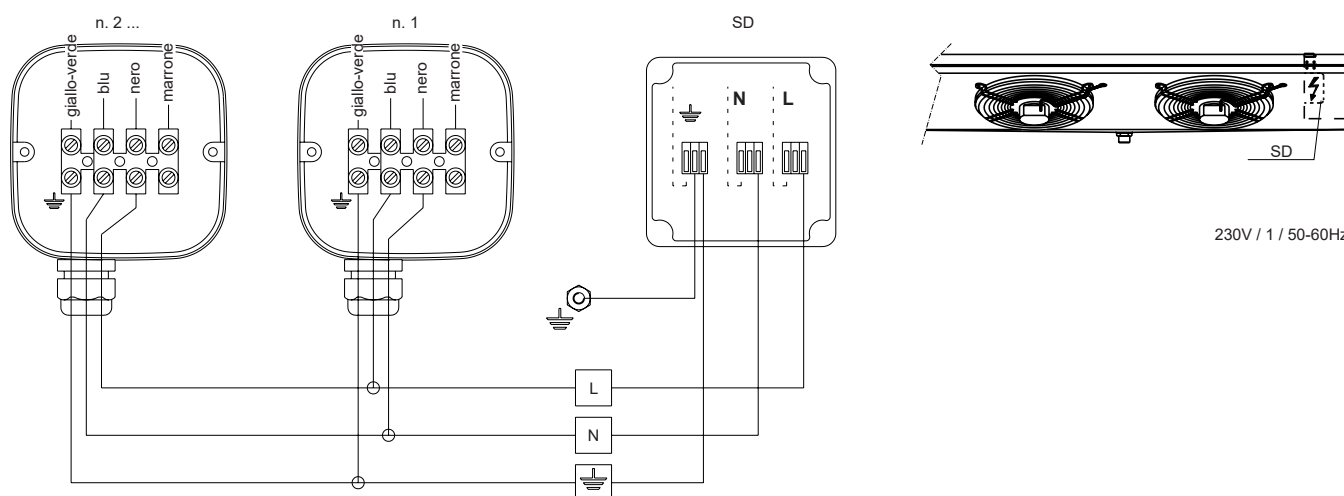 n. 2 ...
n. 1
SD
giallo-verde
blu
nero
marrone
giallo-verde
blu
nero
marrone
N
L
SD
230V / 1 / 50-60Hz
L
N